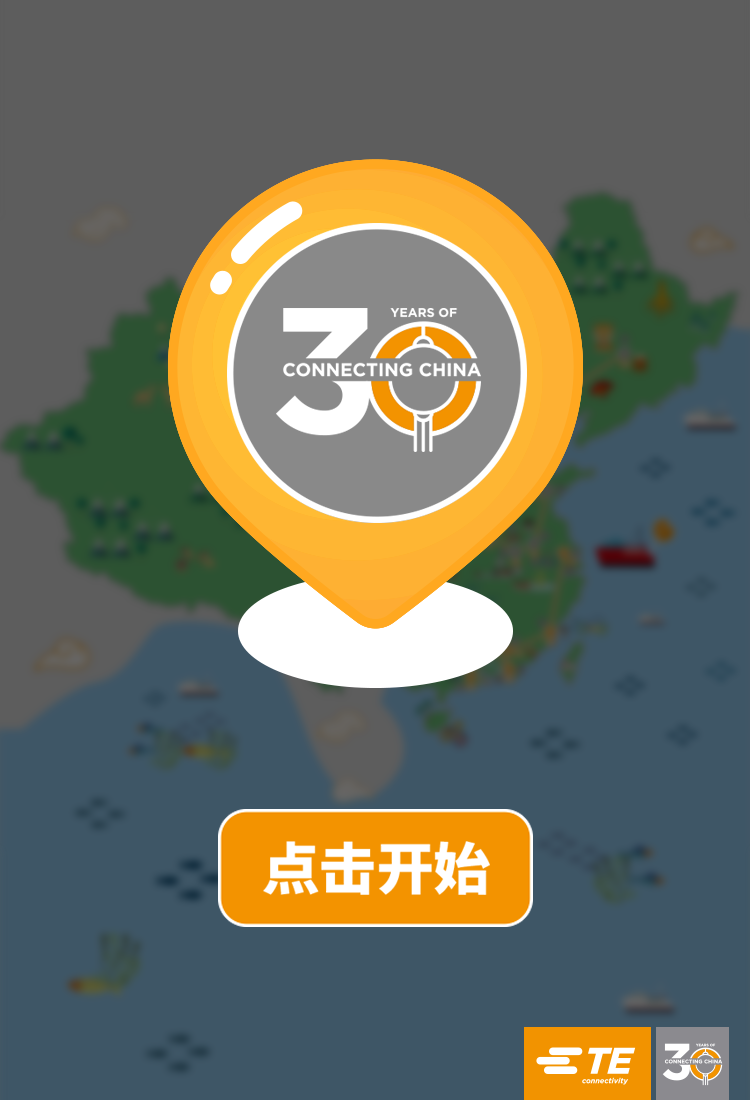 YEARS OF
30
CONNECTING CHINA
点击开始
TE
connectivity
YEARS OF
30
CONNECTING CHINA